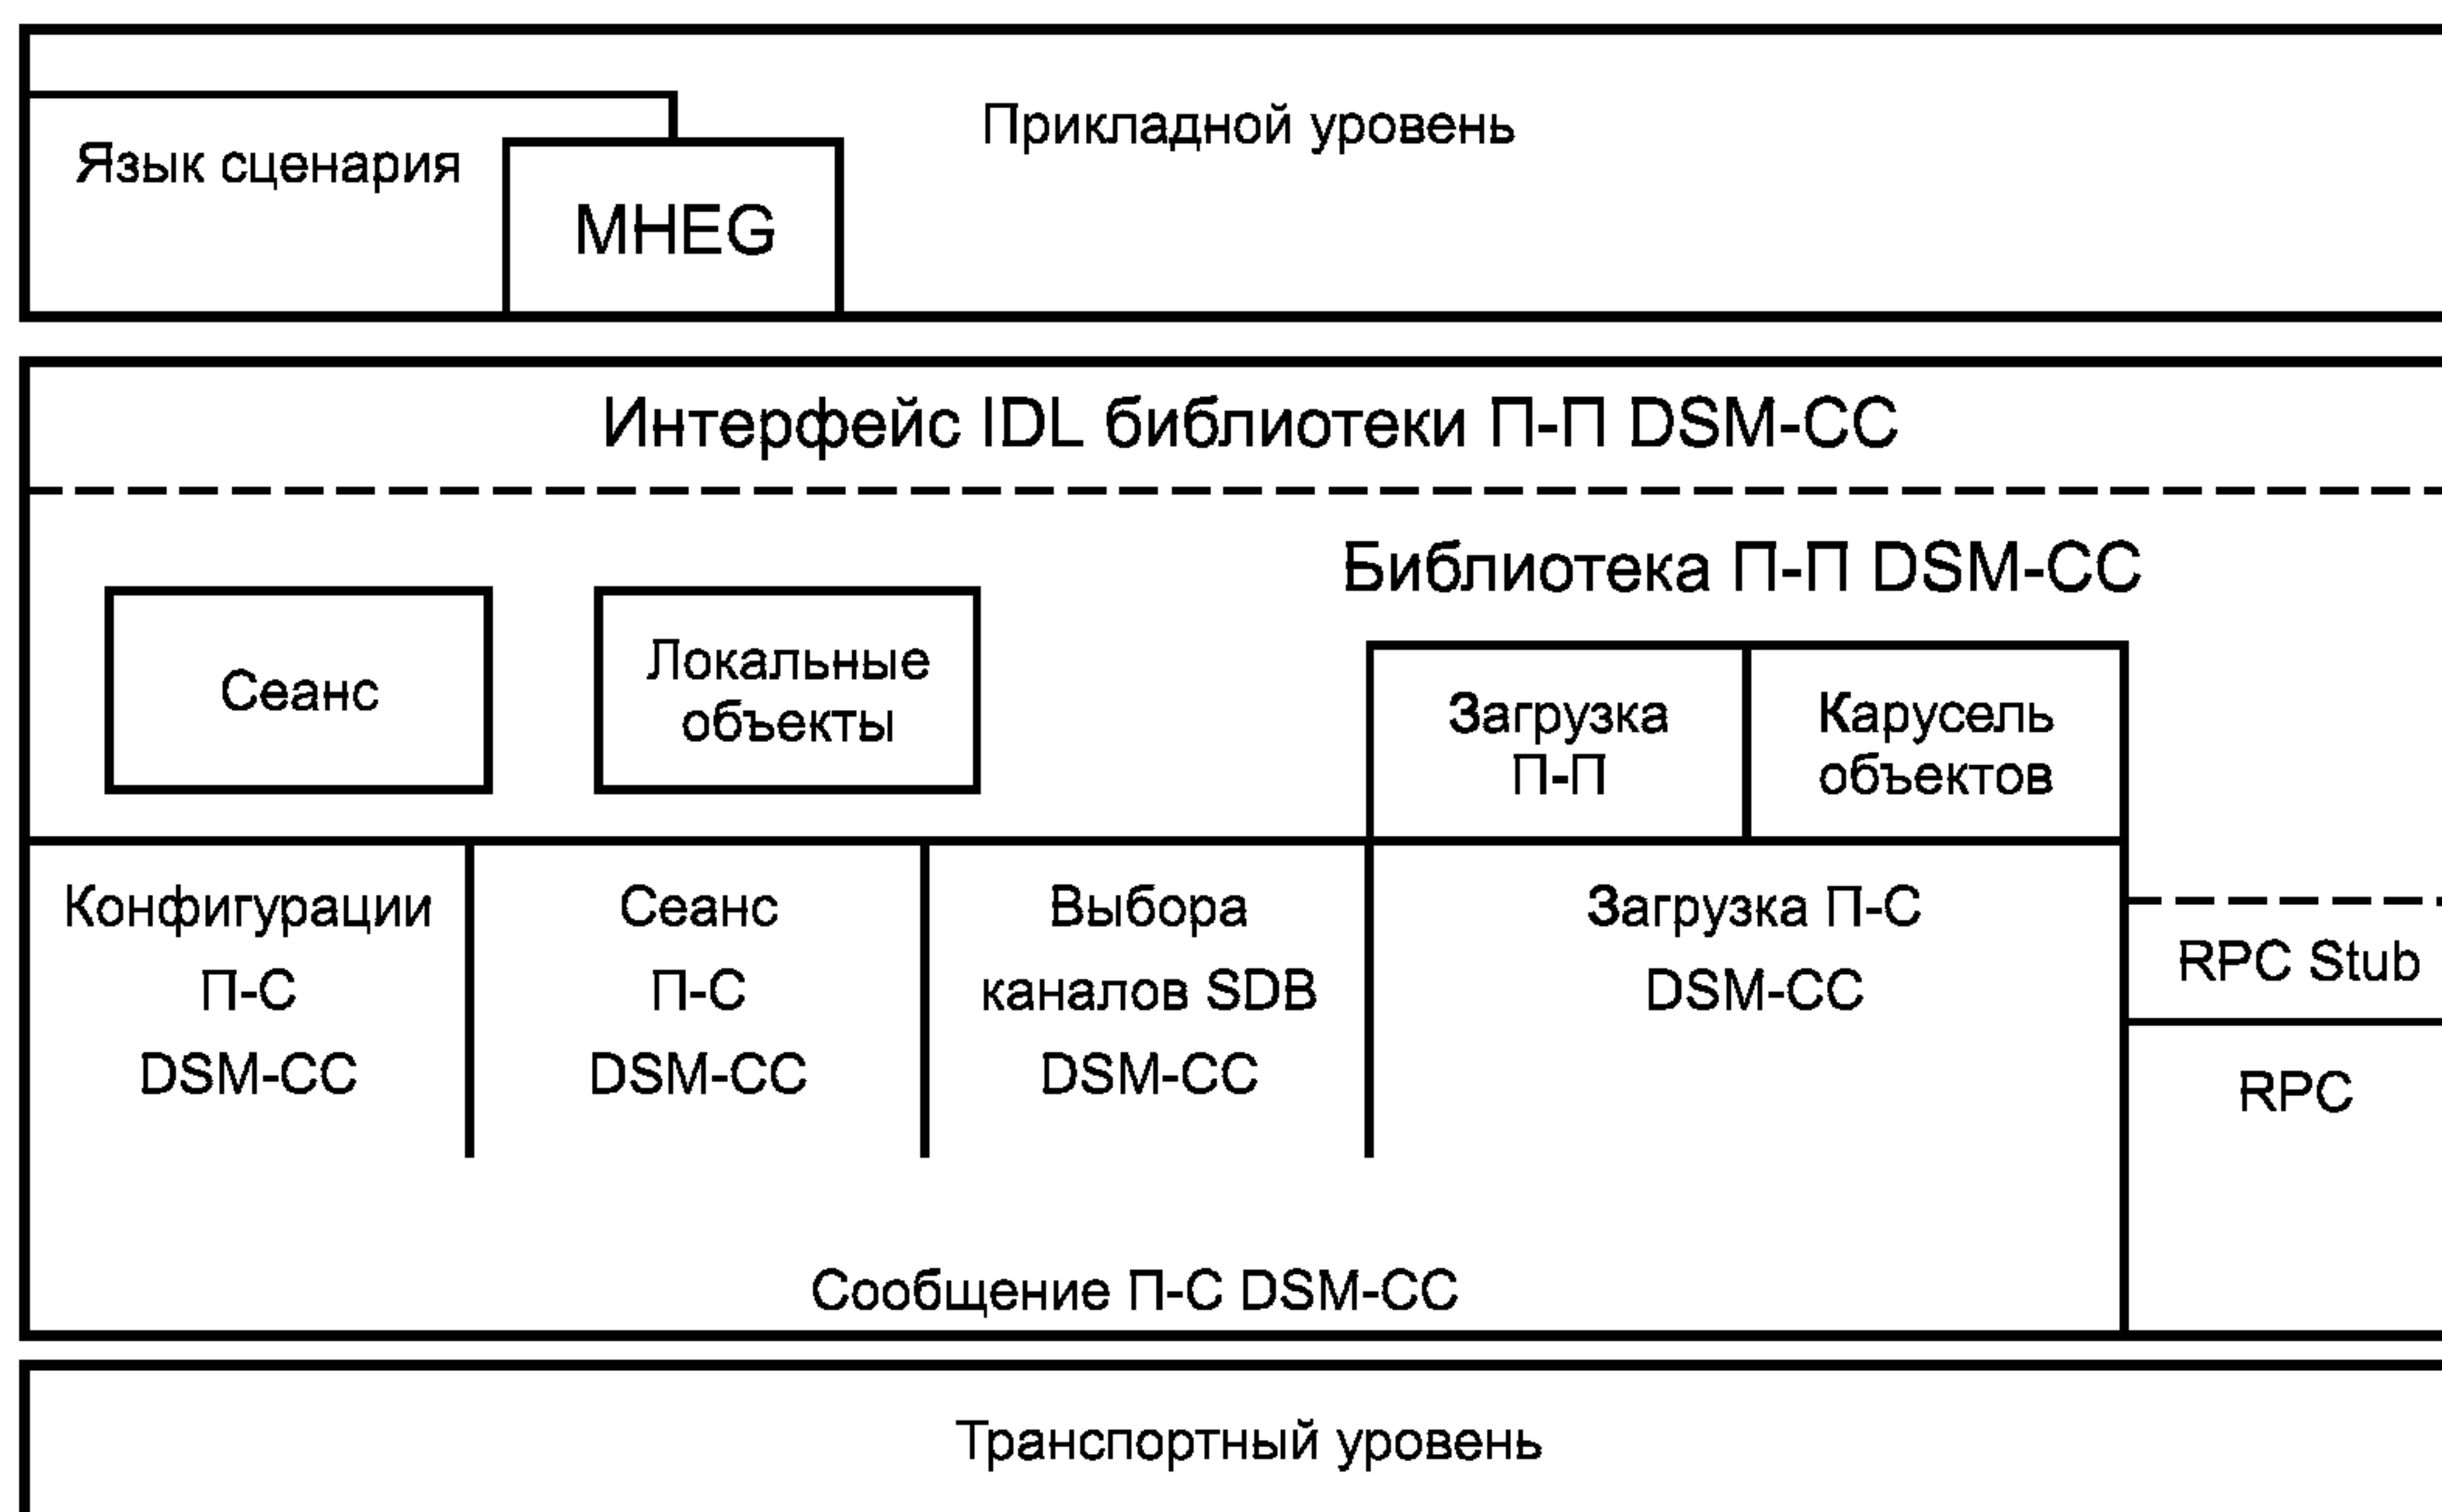 Прикладной уровень
Язык сценария
MHEG
Интерфейс IDL библиотеки П-П DSM-CC
Библиотека П-П DSM-CC
Сеанс
Локальные
объекты
Загрузка
П-П
Карусель
объектов
Конфигурации
П-С
DSM-CC
Сеанс
П-С
DSM-CC
Выбора
каналов SDB
DSM-CC
Загрузка П-С
DSM-CC
RPC Stub
RPC
Сообщение П-С DSM-CC
Транспортный уровень